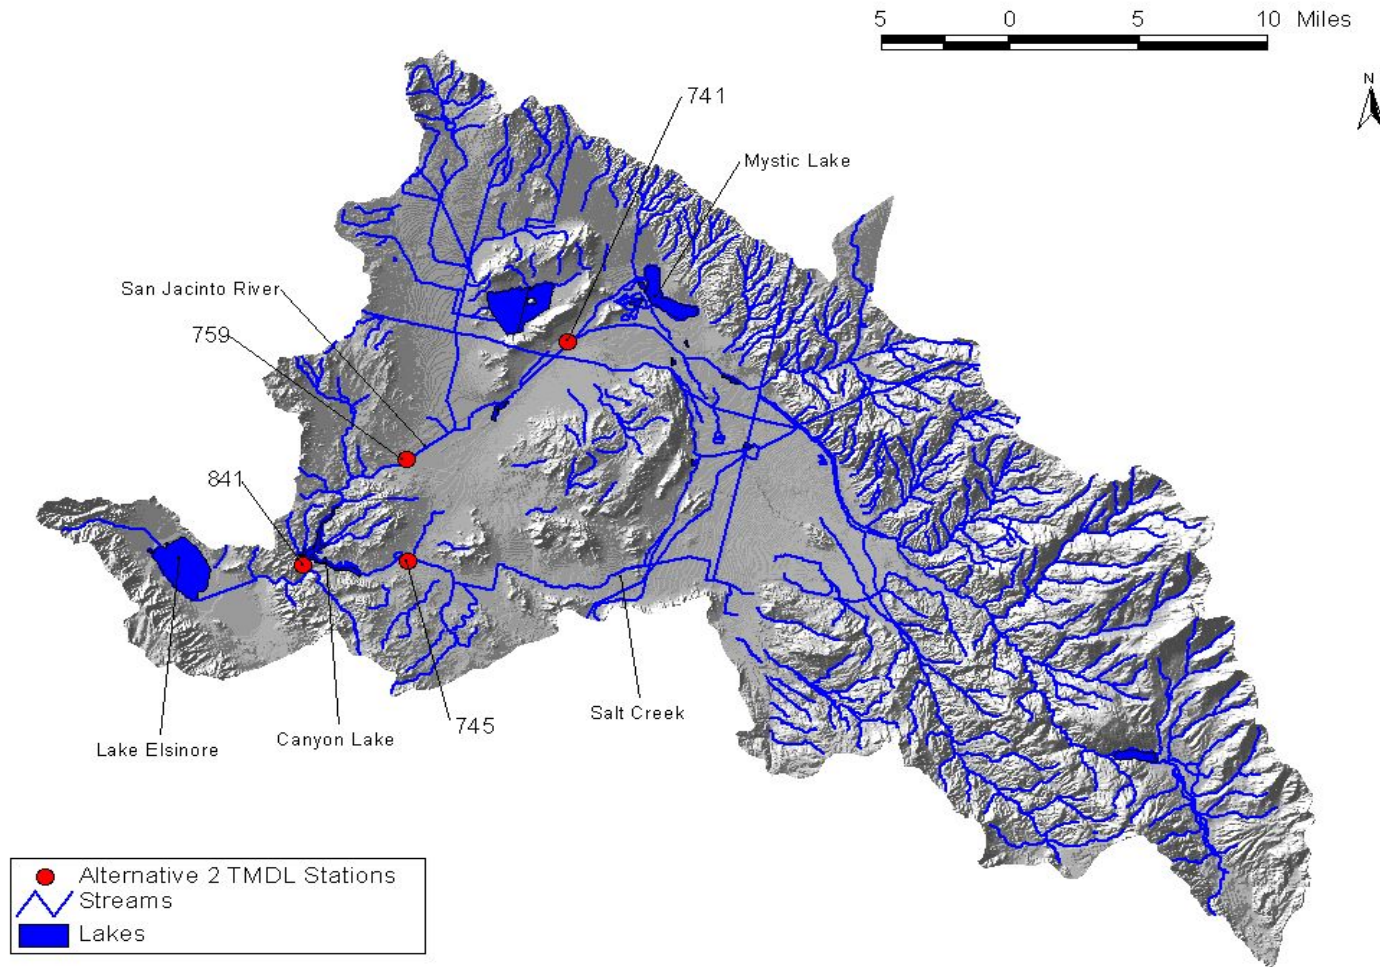 5 0 5 10 Miles
N
741
Mystic Lake
San Jacinto River
759
841
Salt Creek
745
Canyon Lake
Lake Elsinore
Alternative 2 TMDL Stations
Streams
Lakes